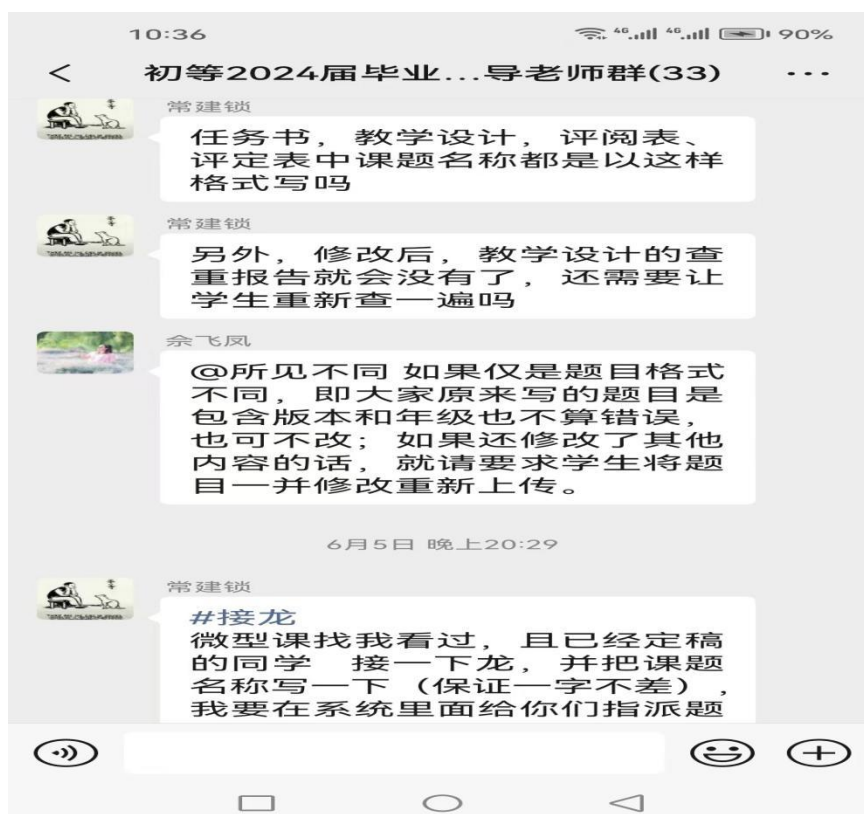 10:36
4G 4G 90%
< 初等2024届毕业...导老师群(33) ...
常建锁
任务书，教学设计，评阅表、
评定表中课题名称都是以这样
格式写吗
常建锁
另外，修改后，教学设计的查
重报告就会没有了，还需要让
学生重新查一遍吗
佘飞凤
@所见不同 如果仅是题目格式
不同，即大家原来写的题目是
包含版本和年级也不算错误，
也可不改；如果还修改了其他
内容的话，就请要求学生将题
目一并修改重新上传。
6月5日 晚上20:29
常建锁
#接龙
微型课找我看过，且已经定稿
的同学 接一下龙，并把课题
名称写一下（保证一字不差），
我要在系统里面给你们指派题